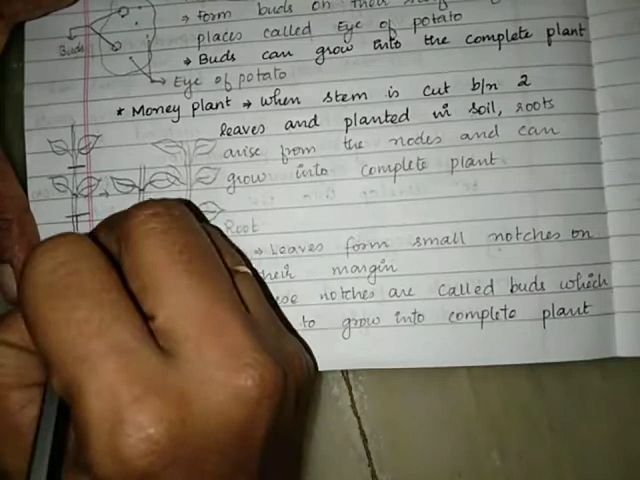 → form buds on their
places called Eye of potato
Buds
→ Buds can grow into the complete plant
→ Eye of potato
* Money plant → when stem is cut b/n 2
leaves and planted in soil, roots
arise from the nodes and can
grow into complete plant
Root
→ Leaves form small notches on
their margin
notches are called buds which
to grow into complete plant